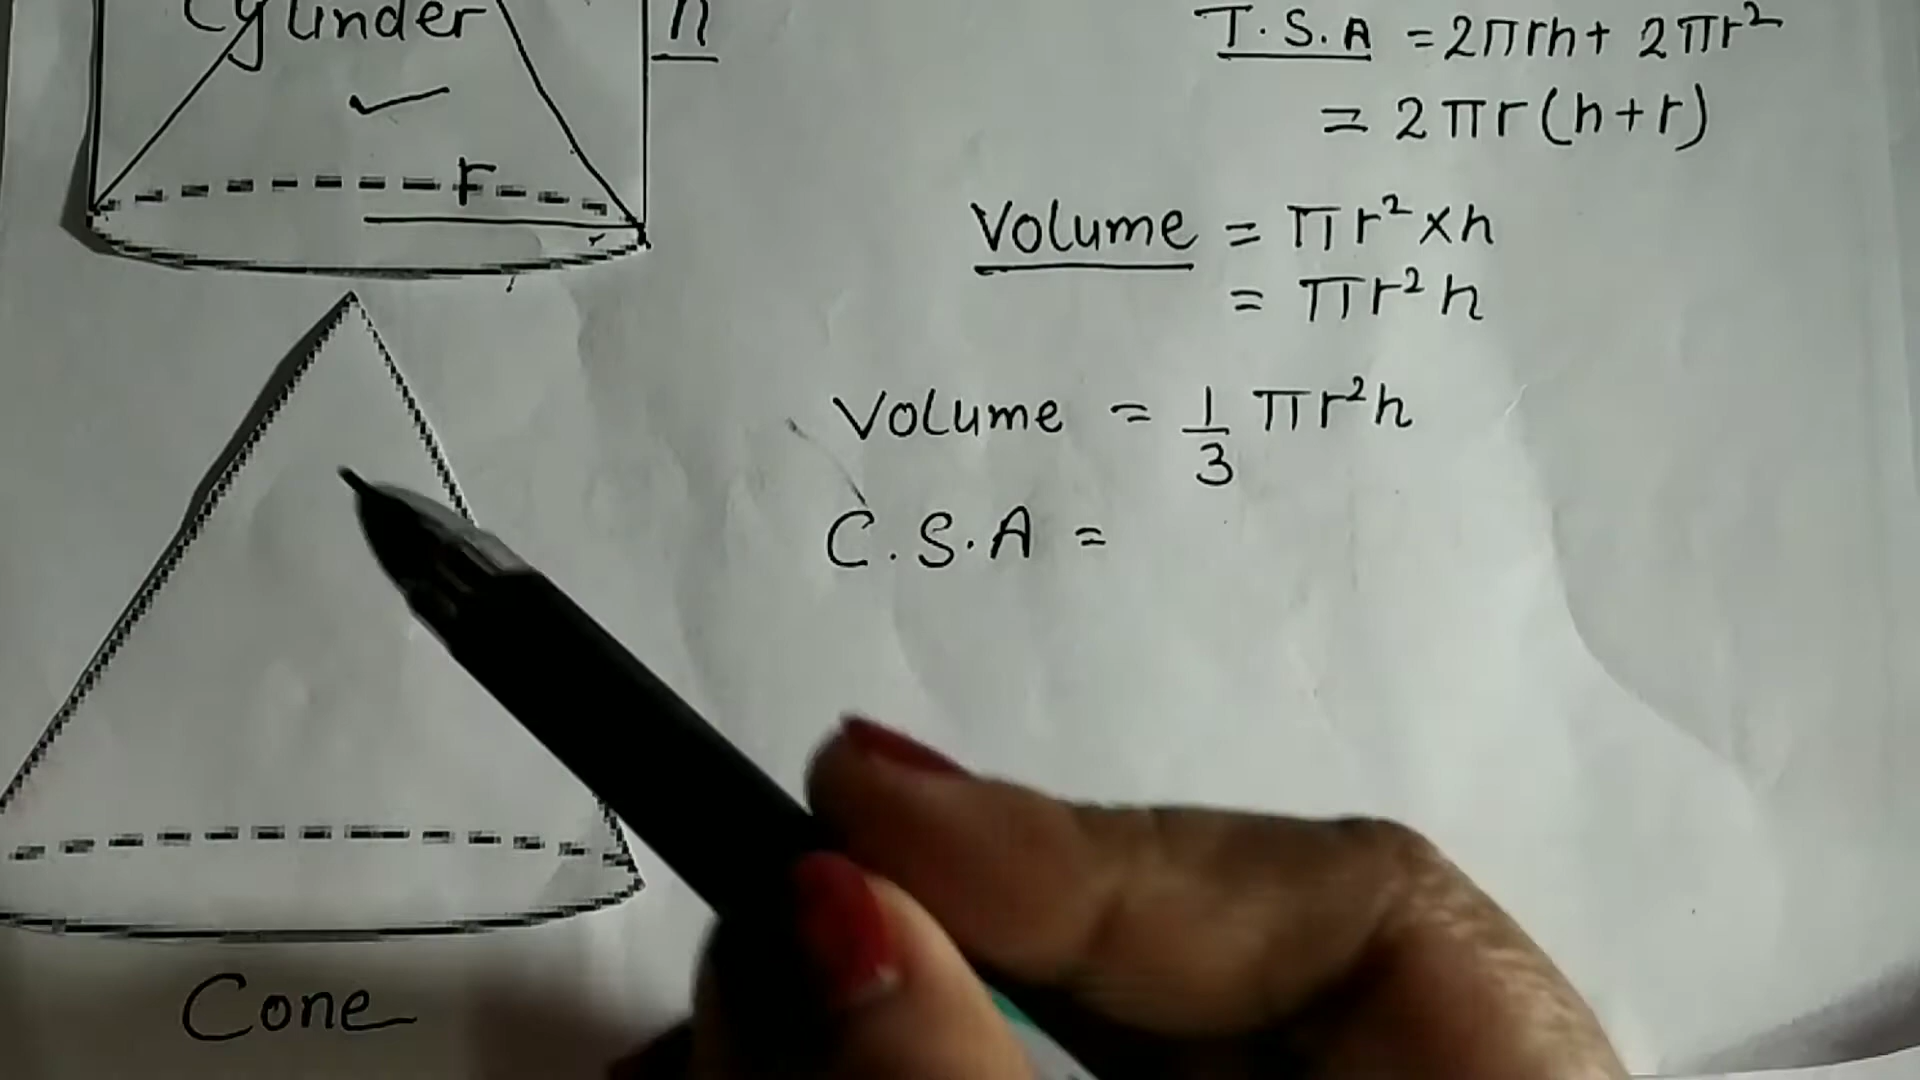 Cylinder
h
r
r
T.S.A = 2πrh + 2πr²
= 2πr(h+r)
Volume = πr² × h
= πr²h
Volume = 1/3 πr²h
C.S.A =
Cone